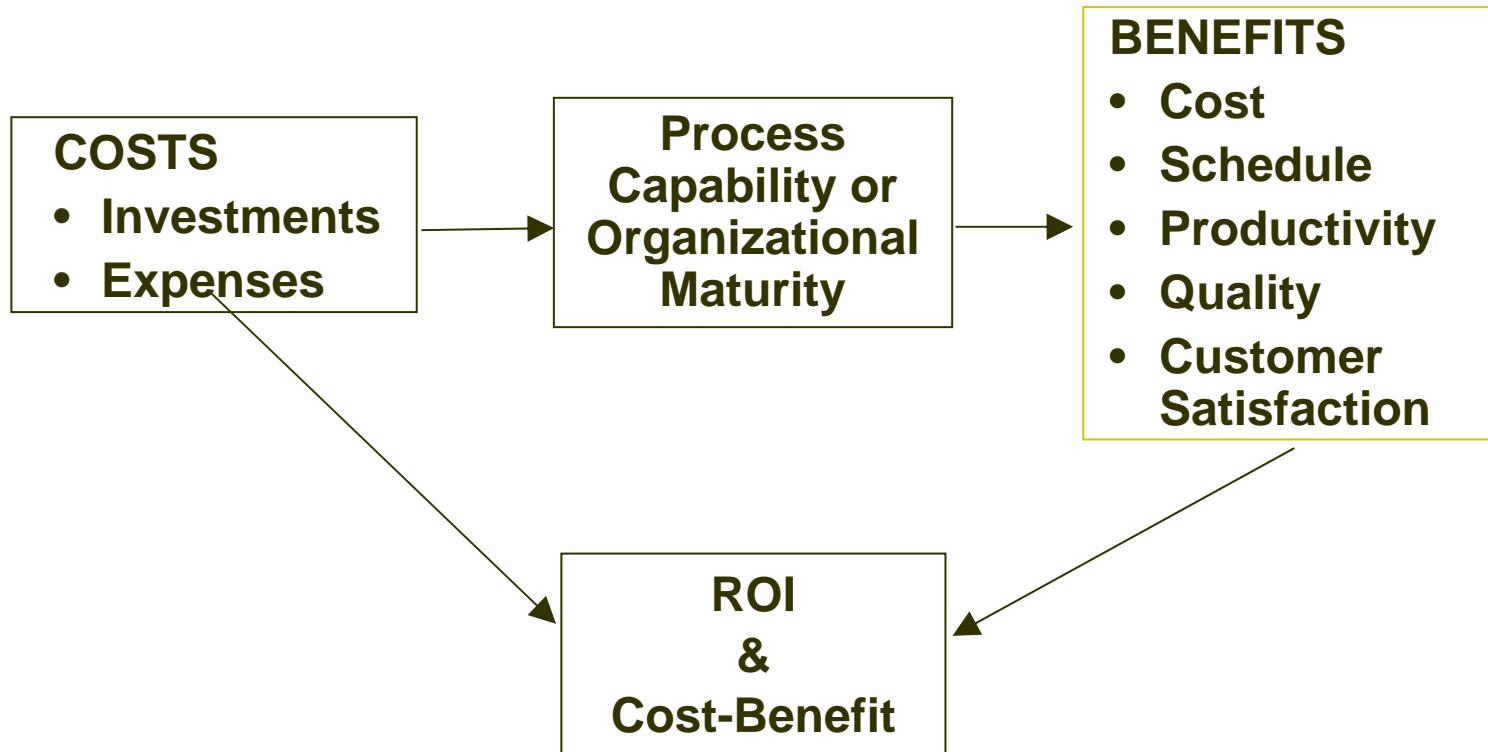 COSTS
• Investments
• Expenses
Process
Capability or
Organizational
Maturity
BENEFITS
• Cost
• Schedule
• Productivity
• Quality
• Customer
Satisfaction
ROI
&
Cost-Benefit